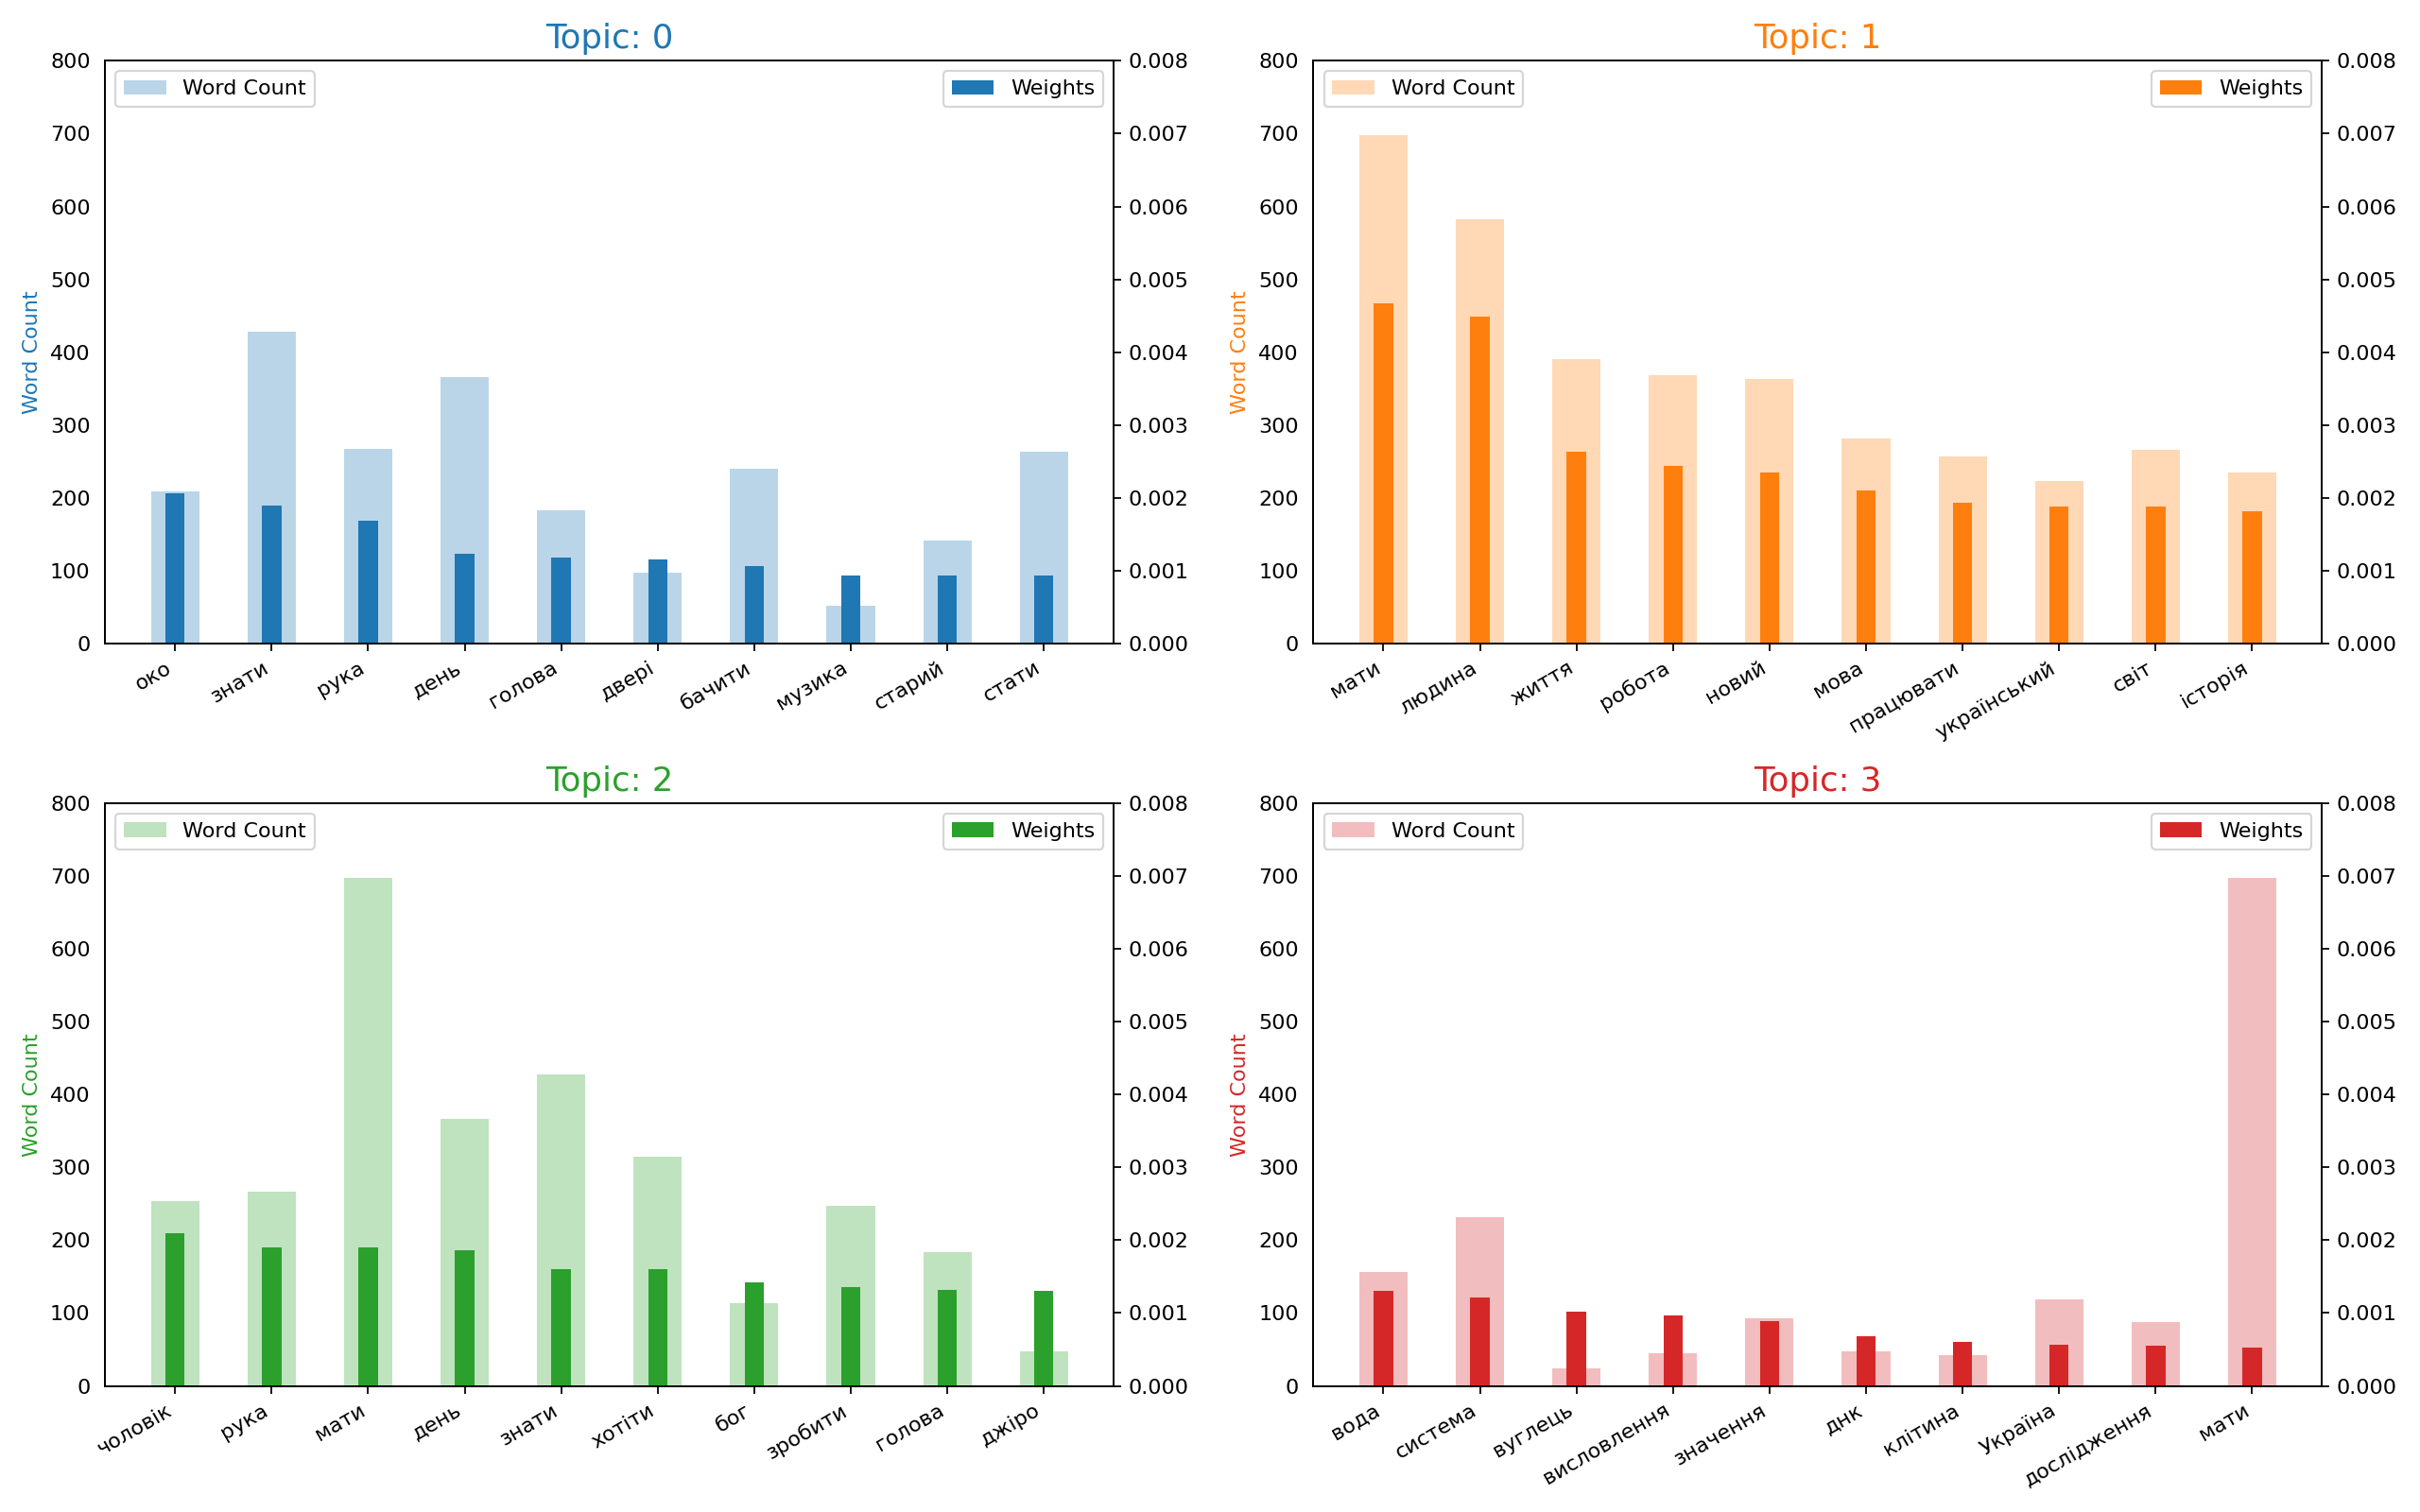 Topic: 0
Word Count
Weights
800
700
600
500
400
300
200
100
0
0.008
0.007
0.006
0.005
0.004
0.003
0.002
0.001
0.000
Word Count
око
знати
рука
день
голова
двері
бачити
музика
старий
стати
Topic: 1
Word Count
Weights
800
700
600
500
400
300
200
100
0
0.008
0.007
0.006
0.005
0.004
0.003
0.002
0.001
0.000
Word Count
мати
людина
життя
робота
новий
мова
працювати
український
світ
історія
Topic: 2
Word Count
Weights
800
700
600
500
400
300
200
100
0
0.008
0.007
0.006
0.005
0.004
0.003
0.002
0.001
0.000
Word Count
чоловік
рука
мати
день
знати
хотіти
бог
зробити
голова
джіро
Topic: 3
Word Count
Weights
800
700
600
500
400
300
200
100
0
0.008
0.007
0.006
0.005
0.004
0.003
0.002
0.001
0.000
Word Count
вода
система
вуглець
висловлення
значення
днк
клітина
Україна
дослідження
мати